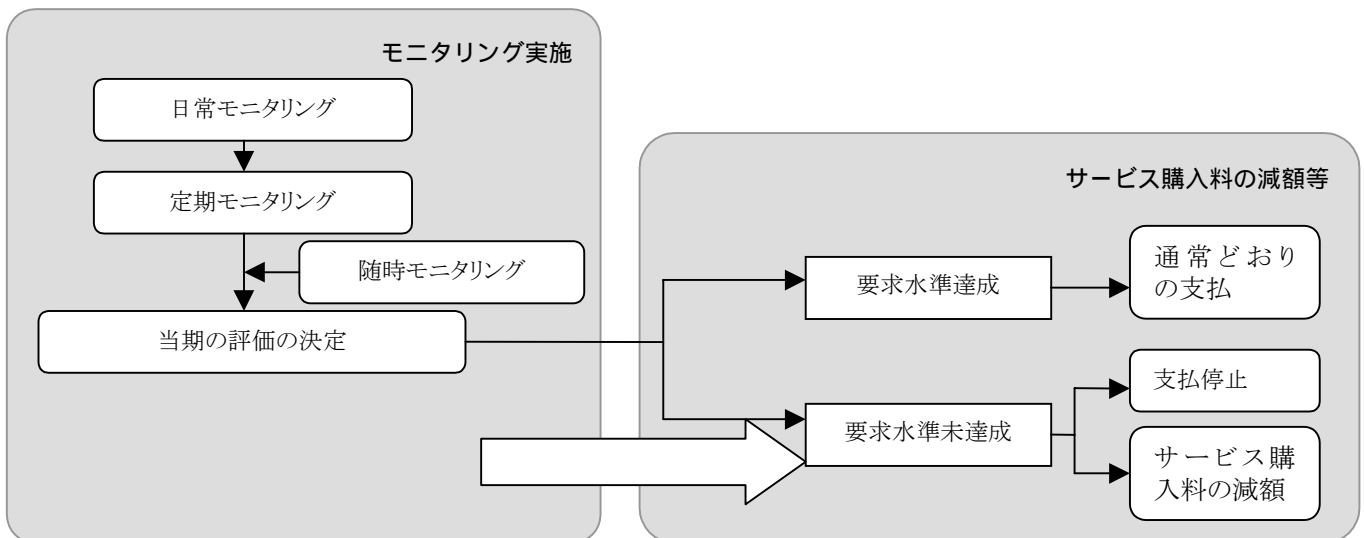 モニタリング実施
日常モニタリング
定期モニタリング
随時モニタリング
当期の評価の決定
サービス購入料の減額等
要求水準達成
通常どおり
の支払
要求水準未達成
支払停止
サービス購
入料の減額